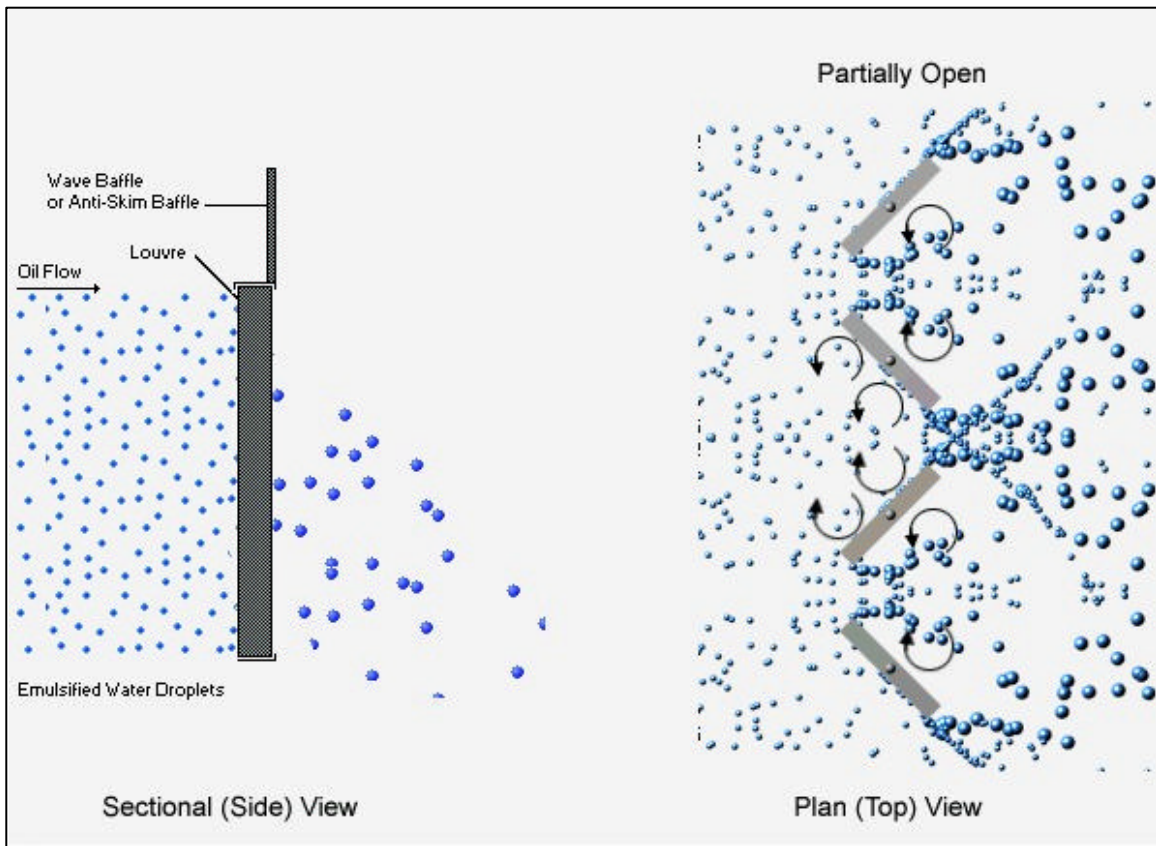 Partially Open
Wave Baffle
or Anti-Skim Baffle
Louvre
Oil Flow
Emulsified Water Droplets
Sectional (Side) View
Plan (Top) View